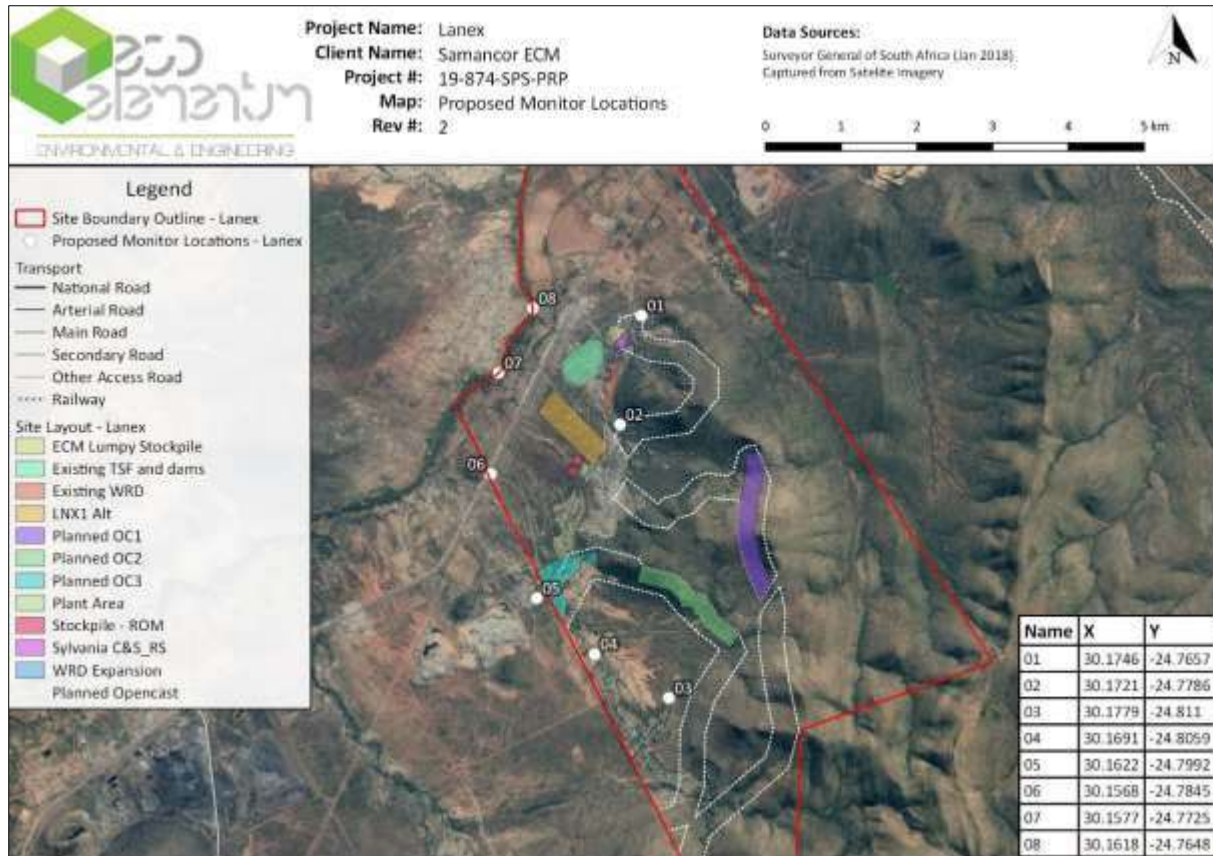 eco
elementum
ENVIRONMENTAL & ENGINEERING
Project Name: Lanex
Client Name: Samancor ECM
Project #: 19-874-SPS-PRP
Map: Proposed Monitor Locations
Rev #: 2
Data Sources:
Surveyor General of South Africa (Jan 2018)
Captured from Satelite Imagery
N
0 1 2 3 4 5 km
Legend
Site Boundary Outline - Lanex
Proposed Monitor Locations - Lanex
Transport
National Road
Arterial Road
Main Road
Secondary Road
Other Access Road
Railway
Site Layout - Lanex
ECM Lumpy Stockpile
Existing TSF and dams
Existing WRD
LNX1 Alt
Planned OC1
Planned OC2
Planned OC3
Plant Area
Stockpile - ROM
Sylvania C&S_RS
WRD Expansion
Planned Opencast
08
01
07
02
06
05
04
03
Name X Y
01 30.1746 -24.7657
02 30.1721 -24.7786
03 30.1779 -24.811
04 30.1691 -24.8059
05 30.1622 -24.7992
06 30.1568 -24.7845
07 30.1577 -24.7725
08 30.1618 -24.7648